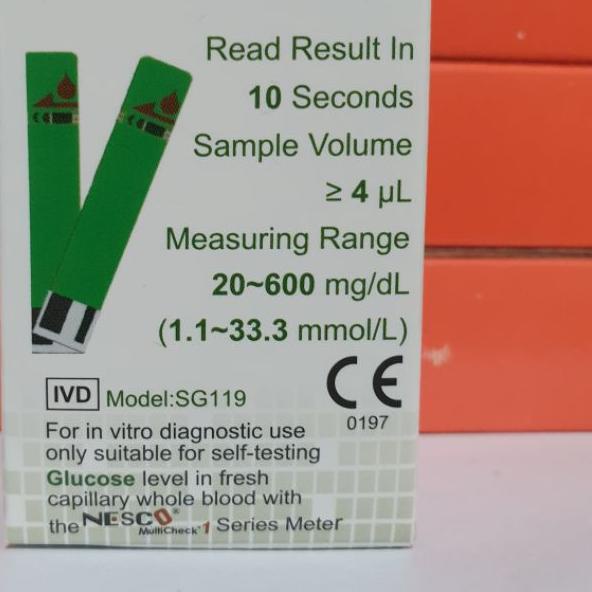 Read Result In
10 Seconds
Sample Volume
≥ 4 µL
Measuring Range
20~600 mg/dL
(1.1~33.3 mmol/L)
CE
0197
IVD Model:SG119
For in vitro diagnostic use
only suitable for self-testing
Glucose level in fresh
capillary whole blood with
the NESCO® MultiCheck 1 Series Meter